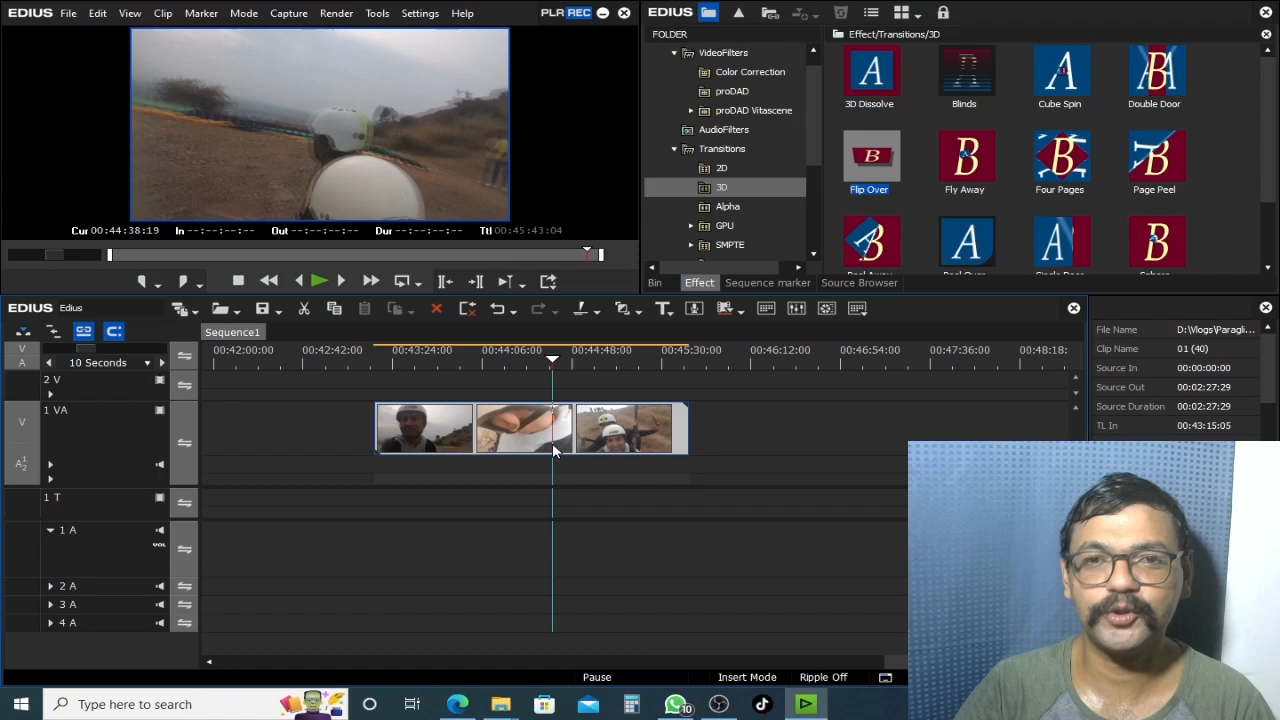 EDIUS File Edit View Clip Marker Mode Capture Render Tools Settings Help PLR REC
Cur 00:44:38:19 In --:--:--:-- Out --:--:--:-- Dur --:--:--:-- Ttl 00:45:43:04
EDIUS
FOLDER
VideoFilters
Color Correction
proDAD
proDAD Vitascene
AudioFilters
Transitions
2D
3D
Alpha
GPU
SMPTE
Effect/Transitions/3D
3D Dissolve Blinds Cube Spin Double Door
Flip Over Fly Away Four Pages Page Peel
Bin Effect Sequence marker Source Browser
EDIUS Edius
Sequence1
V
A
10 Seconds
00:42:00:00 00:42:42:00 00:43:24:00 00:44:06:00 00:44:48:00 00:45:30:00 00:46:12:00 00:46:54:00 00:47:36:00 00:48:18:
2 V
1 VA
V
1 T
1 A
VOL
2 A
3 A
4 A
File Name D:\Vlogs\Paragli...
Clip Name 01 (40)
Source In 00:00:00:00
Source Out 00:02:27:29
Source Duration 00:02:27:29
TL In 00:43:15:05
Pause Insert Mode Ripple Off
Type here to search
10